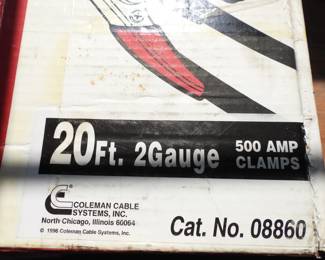 20Ft. 2Gauge 500 AMP
CLAMPS
COLEMAN CABLE
SYSTEMS, INC.
North Chicago, Illinois 60064
© 1996 Coleman Cable Systems, Inc.
Cat. No. 08860